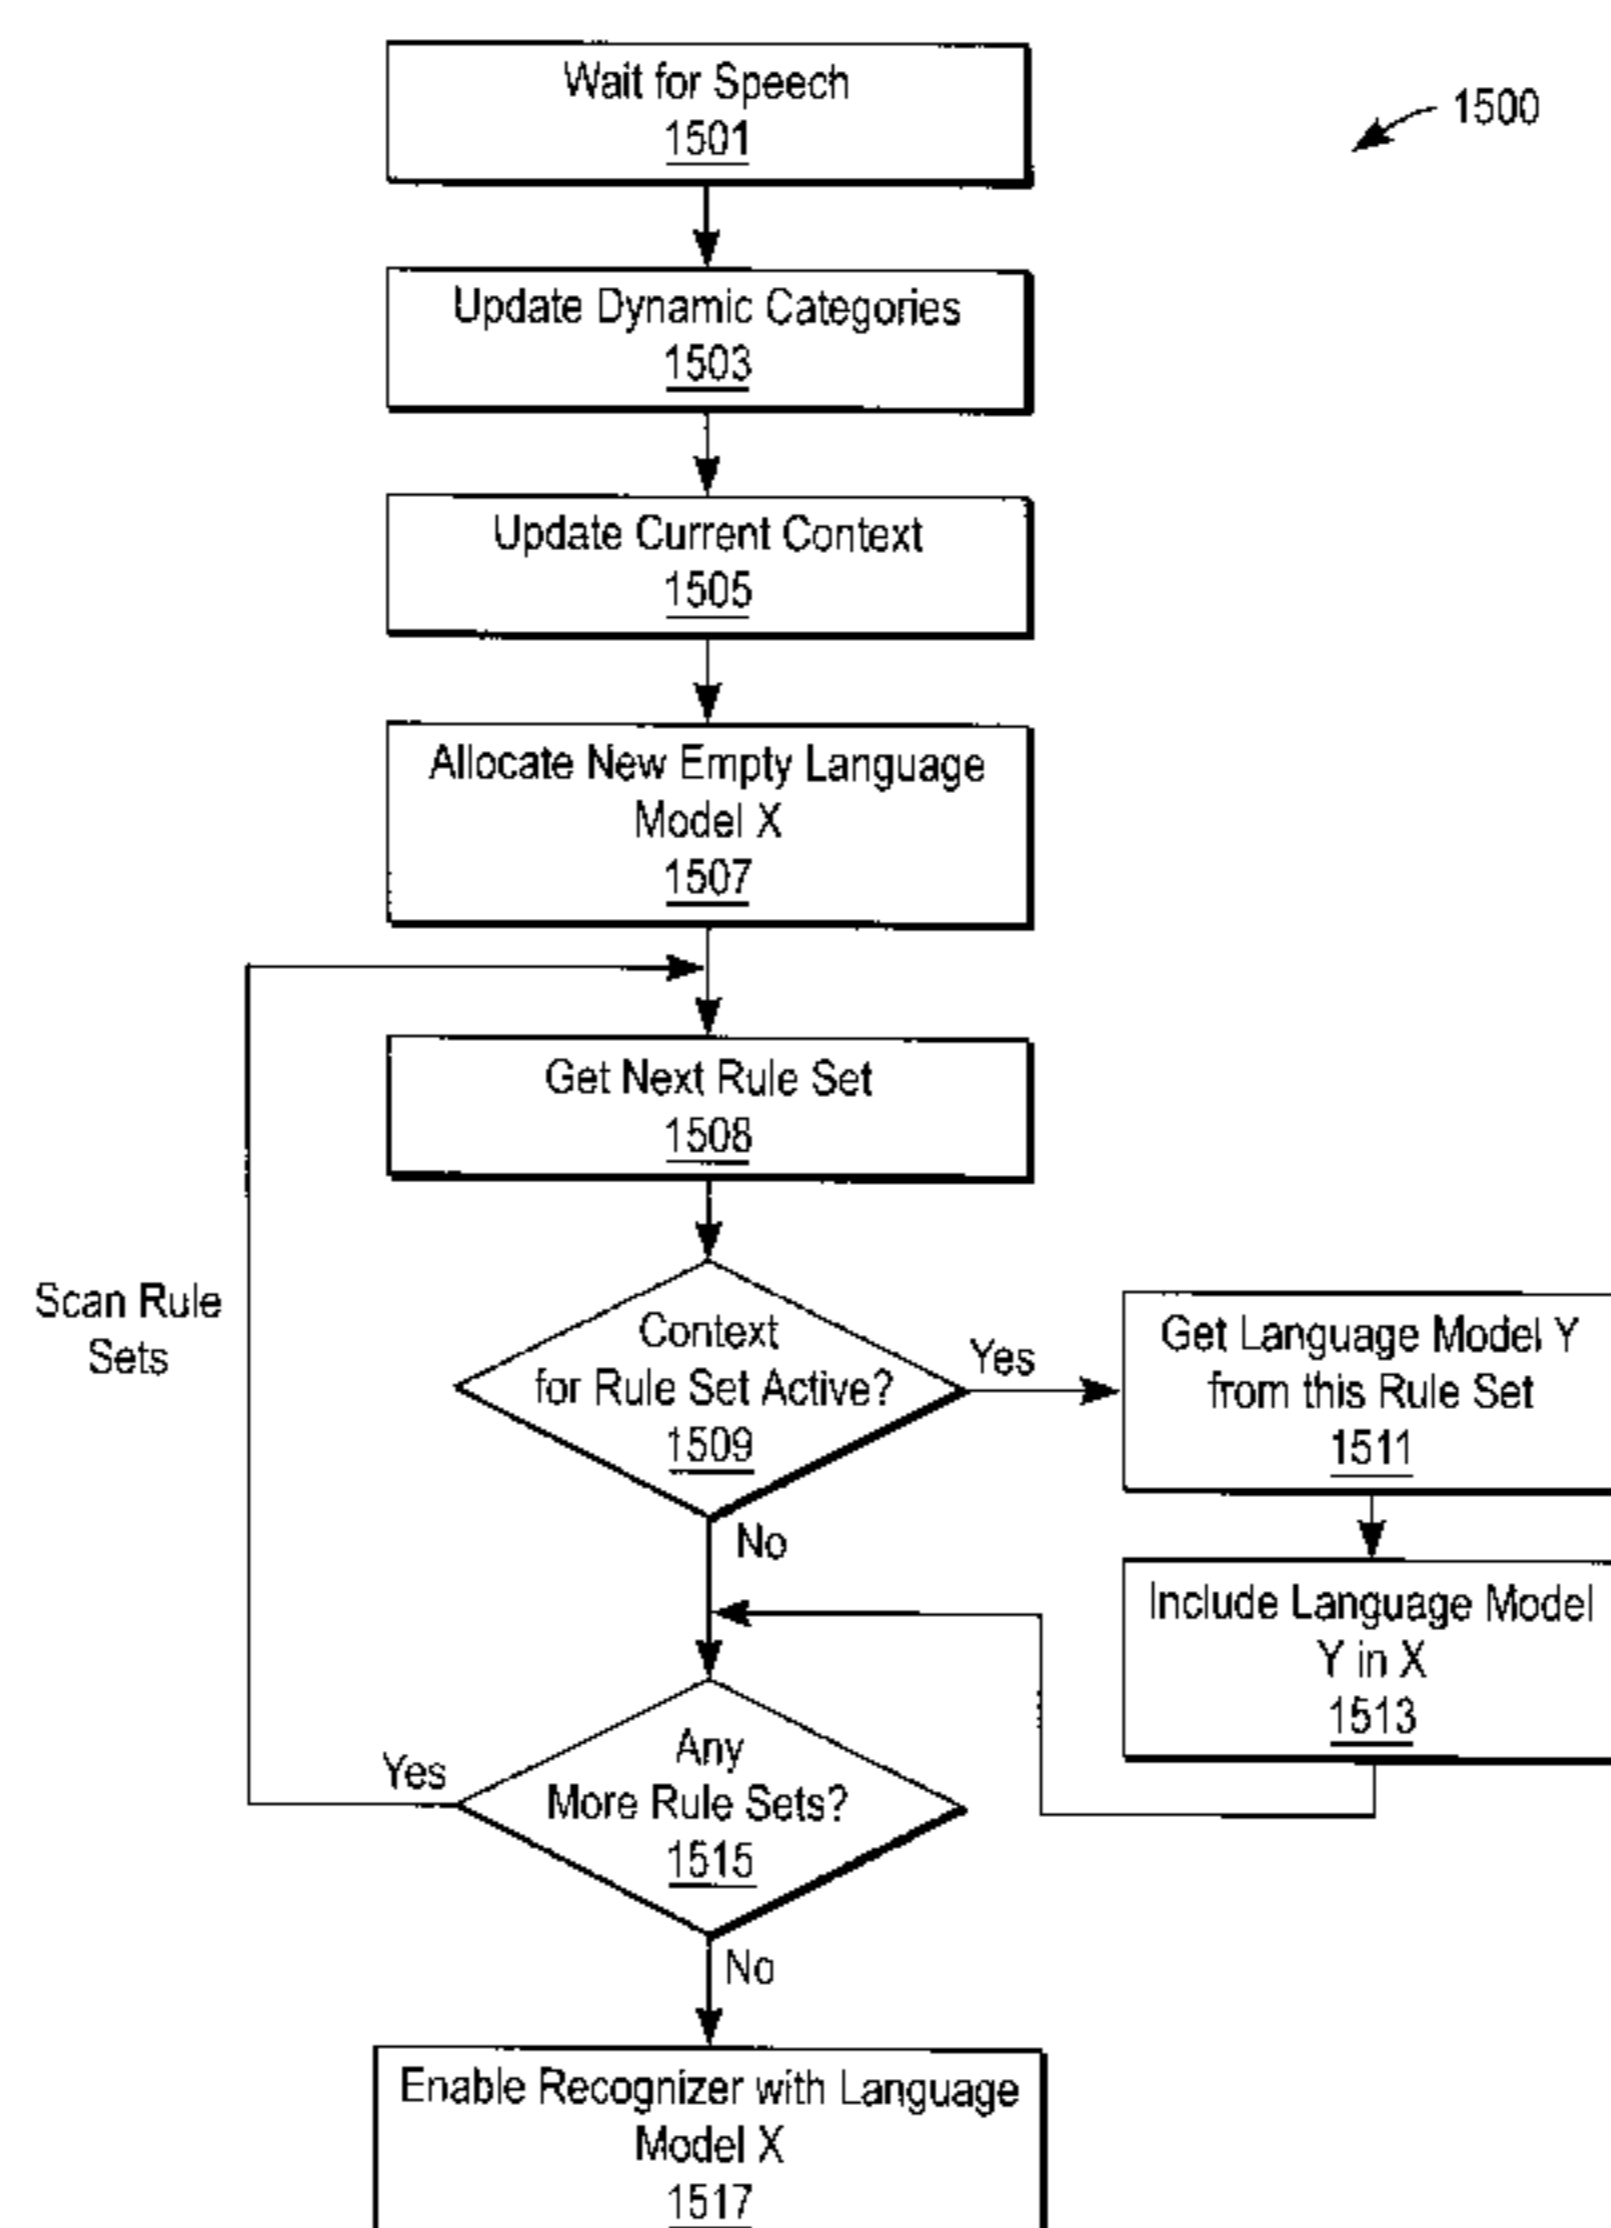 Wait for Speech
1501
1500
Update Dynamic Categories
1503
Update Current Context
1505
Allocate New Empty Language
Model X
1507
Get Next Rule Set
1508
Scan Rule
Sets
Context
for Rule Set Active?
1509
Yes
Get Language Model Y
from this Rule Set
1511
No
Include Language Model
Y in X
1513
Any
More Rule Sets?
1515
Yes
No
Enable Recognizer with Language
Model X
1517